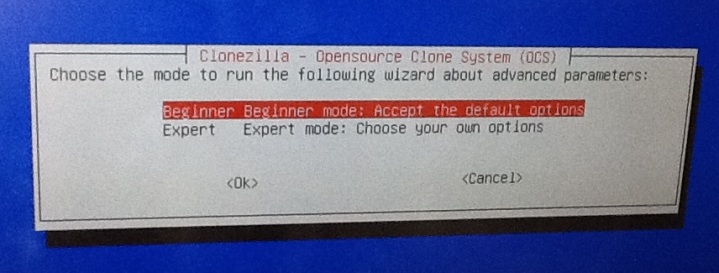 Clonezilla - Opensource Clone System (OCS)
Choose the mode to run the following wizard about advanced parameters:
Beginner Beginner mode: Accept the default options
Expert Expert mode: Choose your own options
<Ok> <Cancel>